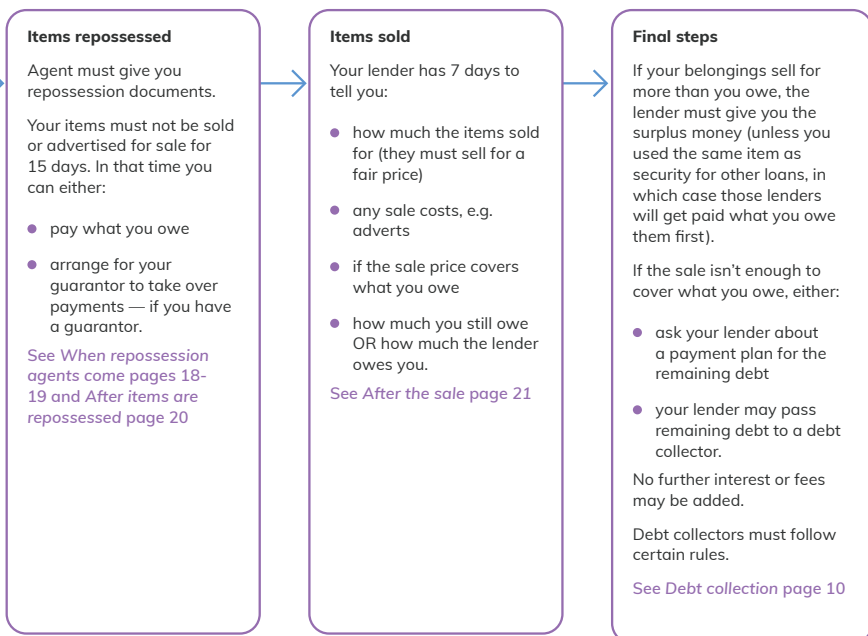 Items repossessed
Agent must give you
repossession documents.
Your items must not be sold
or advertised for sale for
15 days. In that time you
can either:
pay what you owe
arrange for your
guarantor to take over
payments — if you have
a guarantor.
See When repossession
agents come pages 18-
19 and After items are
repossessed page 20
Items sold
Your lender has 7 days to
tell you:
how much the items sold
for (they must sell for a
fair price)
any sale costs, e.g.
adverts
if the sale price covers
what you owe
how much you still owe
OR how much the lender
owes you.
See After the sale page 21
Final steps
If your belongings sell for
more than you owe, the
lender must give you the
surplus money (unless you
used the same item as
security for other loans, in
which case those lenders
will get paid what you owe
them first).
If the sale isn’t enough to
cover what you owe, either:
ask your lender about
a payment plan for the
remaining debt
your lender may pass
remaining debt to a debt
collector.
No further interest or fees
may be added.
Debt collectors must follow
certain rules.
See Debt collection page 10